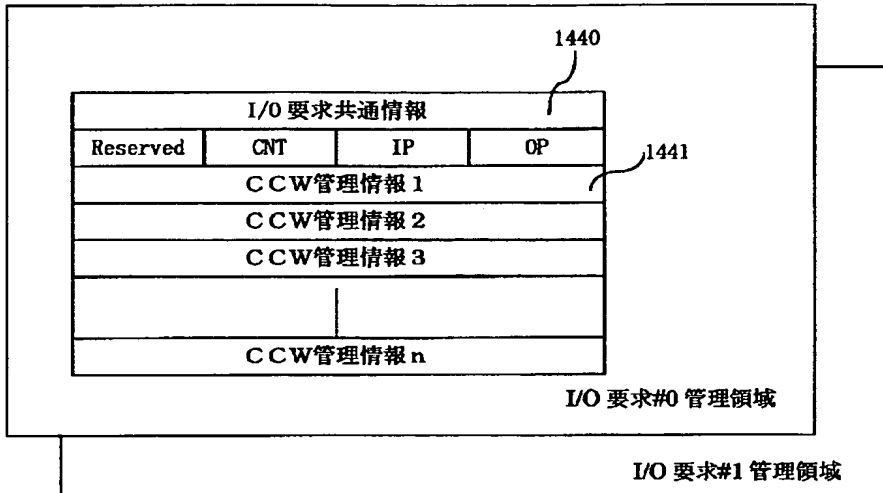 1440
I/O 要求共通情報
Reserved CNT IP OP
1441
CCW管理情報1
CCW管理情報2
CCW管理情報3
CCW管理情報n
I/O 要求#0 管理領域
I/O 要求#1 管理領域